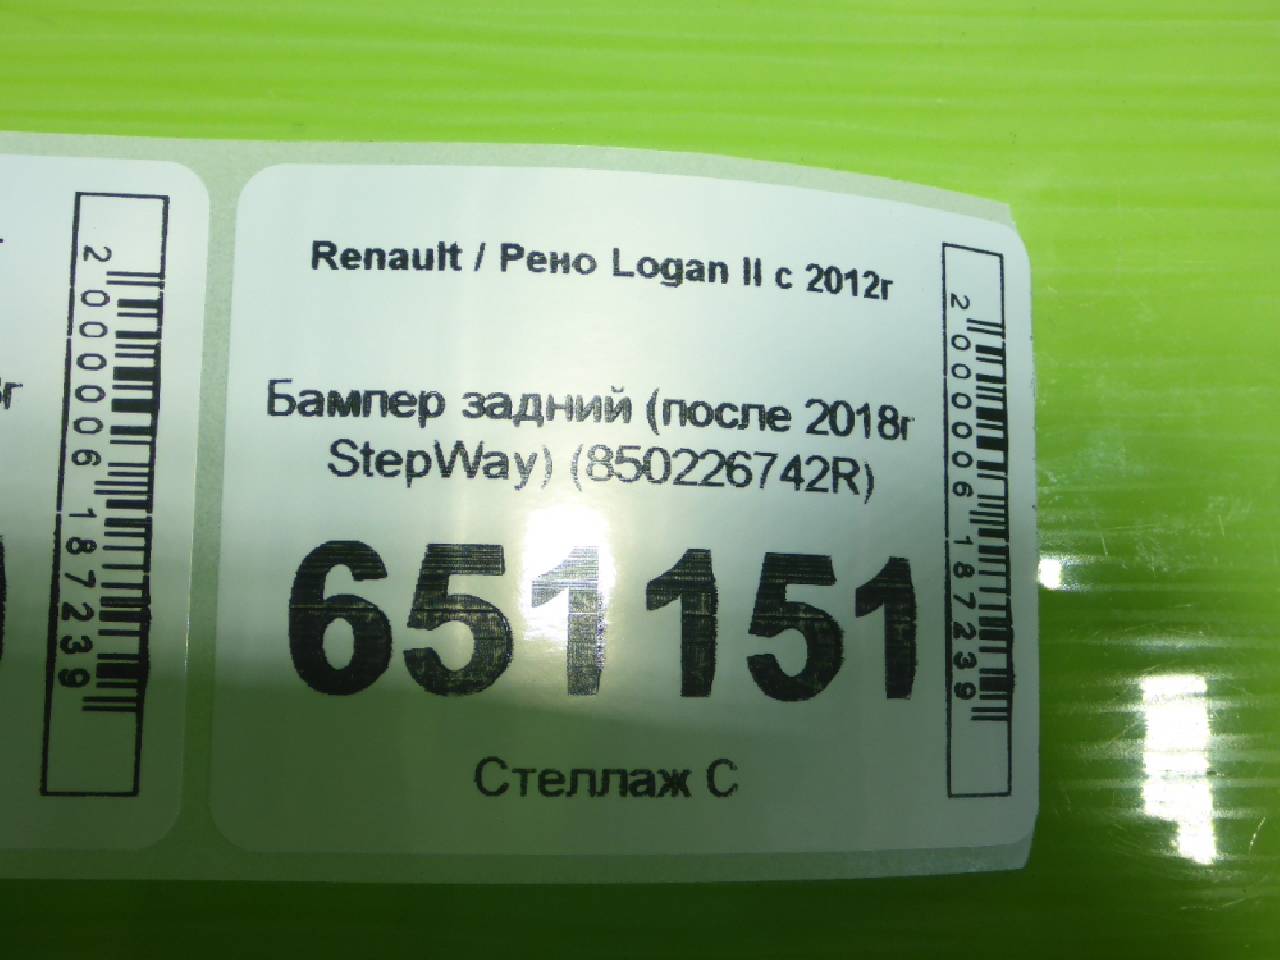 Renault / Рено Logan II с 2012г
Бампер задний (после 2018г
StepWay) (850226742R)
651151
Стеллаж С
2000006187239
2000006187239